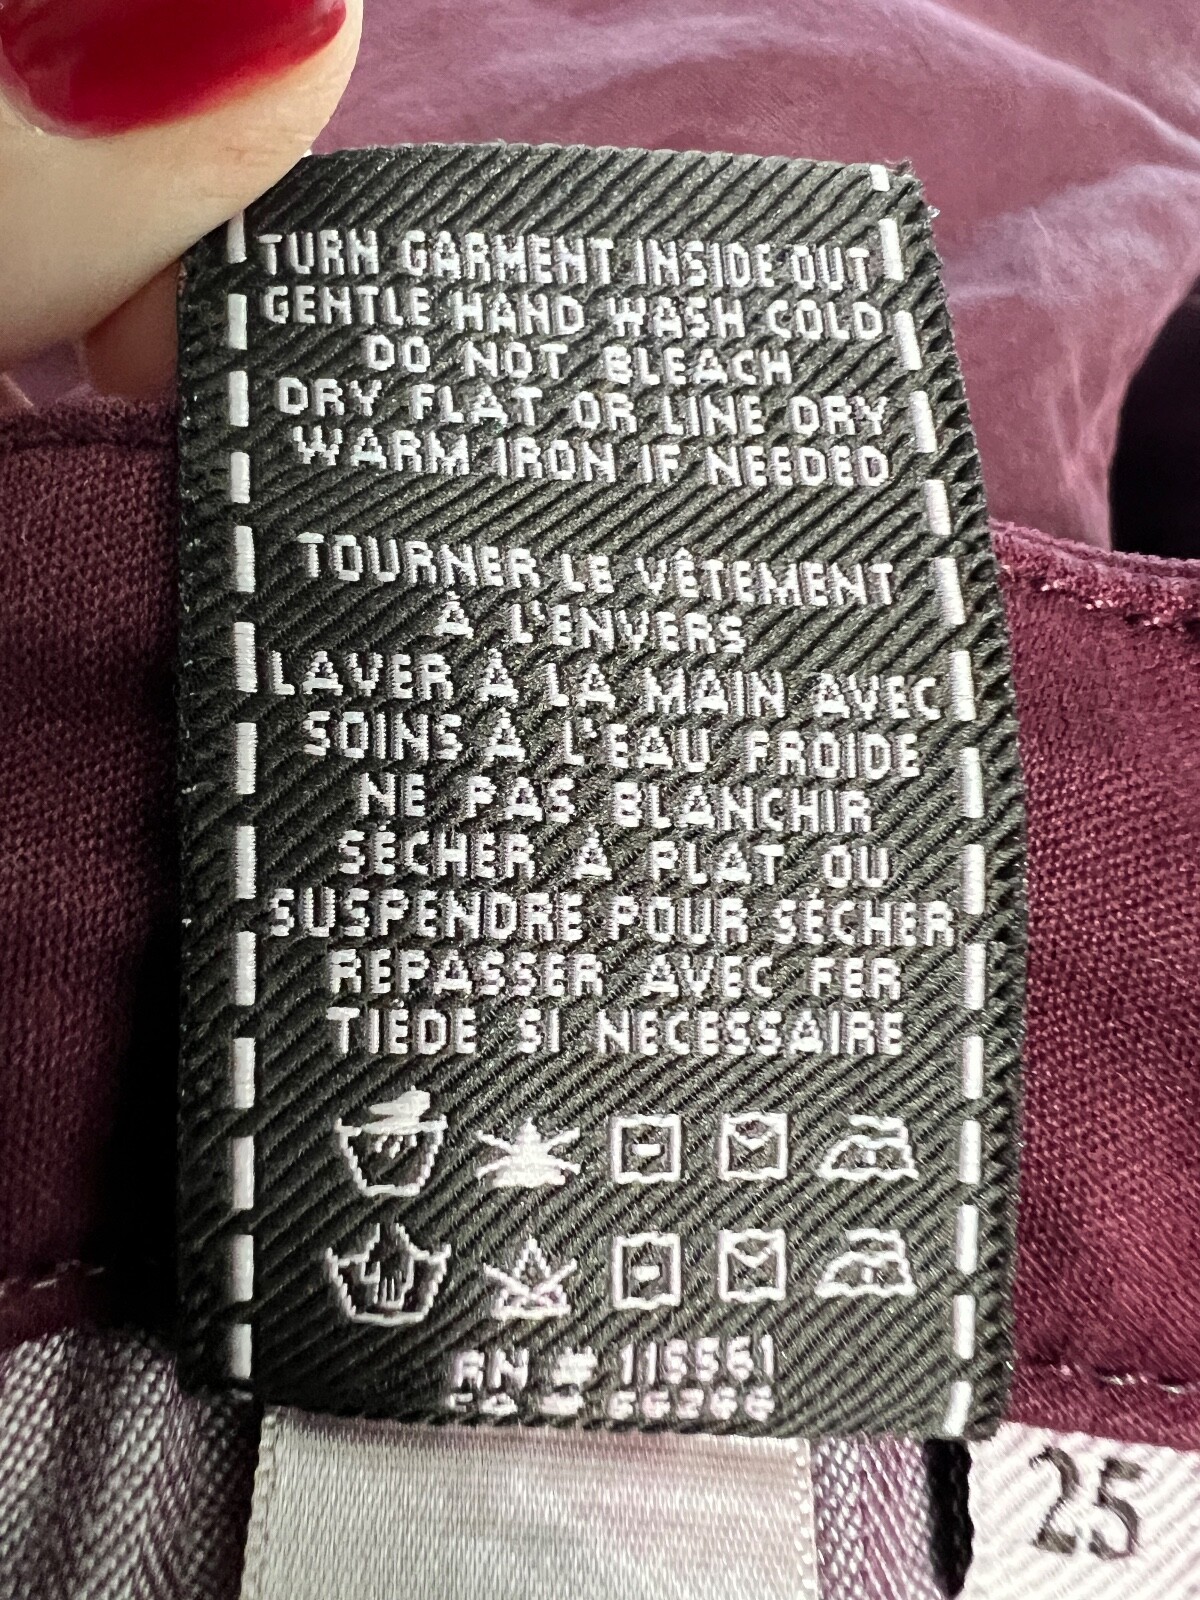 TURN GARMENT INSIDE OUT
GENTLE HAND WASH COLD
DO NOT BLEACH
DRY FLAT OR LINE DRY
WARM IRON IF NEEDED
TOURNER LE VÊTEMENT
À L'ENVERS
LAVER À LA MAIN AVEC
SOINS À L'EAU FROIDE
NE PAS BLANCHIR
SÉCHER À PLAT OU
SUSPENDRE POUR SÉCHER
REPASSER AVEC FER
TIÈDE SI NECESSAIRE
RN # 115561
25